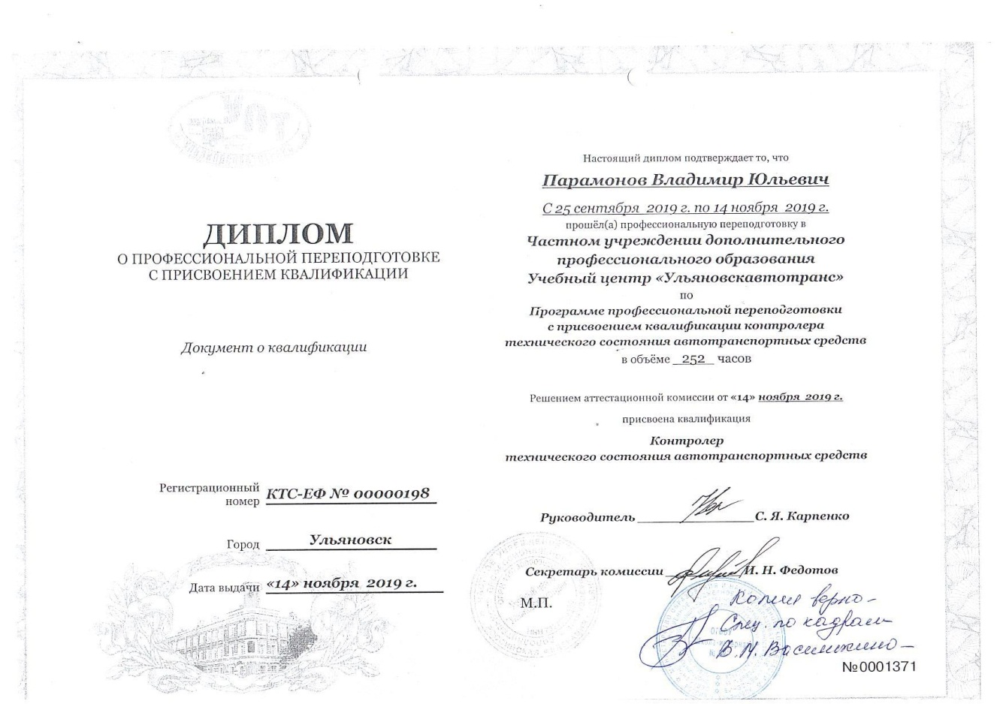 ДИПЛОМ
О ПРОФЕССИОНАЛЬНОЙ ПЕРЕПОДГОТОВКЕ
С ПРИСВОЕНИЕМ КВАЛИФИКАЦИИ
Документ о квалификации
Регистрационный
номер КТС-ЕФ № 00000198
Город Ульяновск
Дата выдачи «14» ноября 2019 г.
Настоящий диплом подтверждает то, что
Парамонов Владимир Юльевич
С 25 сентября 2019 г. по 14 ноября 2019 г.
прошёл(а) профессиональную переподготовку в
Частном учреждении дополнительного
профессионального образования
Учебный центр «Ульяновскавтотранс»
по
Программе профессиональной переподготовки
с присвоением квалификации контролера
технического состояния автотранспортных средств
в объёме 252 часов
Решением аттестационной комиссии от «14» ноября 2019 г.
присвоена квалификация
Контролер
технического состояния автотранспортных средств
Руководитель С. Я. Карпенко
Секретарь комиссии И. Н. Федотов
М.П.
Копия верна
Спец. по кадрам
В. М.
№0001371